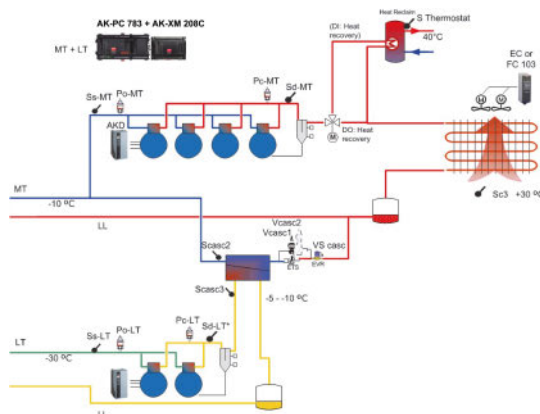 AK-PC 783 + AK-XM 208C
MT + LT
Heat Reclaim
S Thermostat
40°C
(DI: Heat
recovery)
EC or
FC 103
Ss-MT
Po-MT
Pc-MT
Sd-MT
AKD
M
DO: Heat
recovery
M
M
MT
-10 ºC
LL
Sc3 +30 ºC
Vcasc2
Vcasc1
VS casc
Scasc2
ETS
EVR
Scasc3
-5 - -10 ºC
Pc-LT
Sd-LT*
Po-LT
Ss-LT
LT
-30 ºC
LL